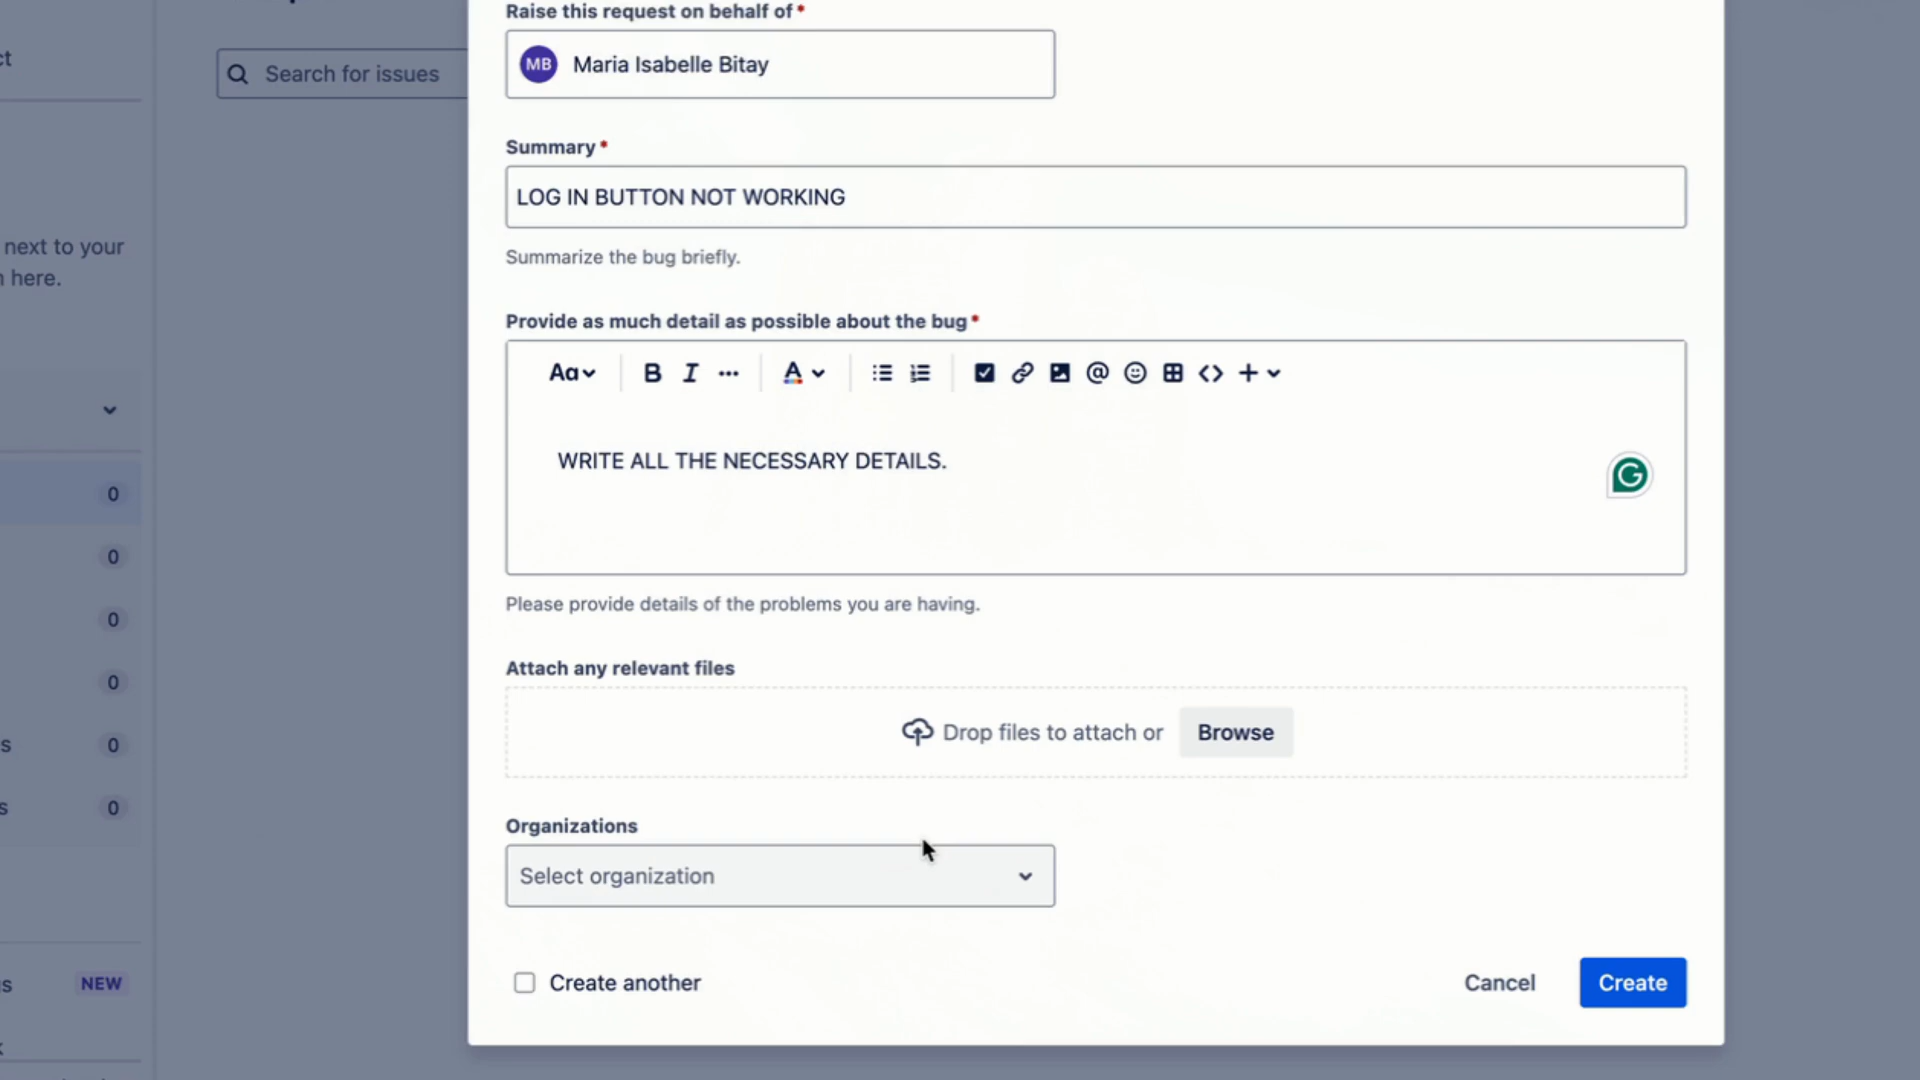 ct
Search for issues
next to your
n here.
0
0
0
0
s 0
s 0
s NEW
Raise this request on behalf of*
MB Maria Isabelle Bitay
Summary*
LOG IN BUTTON NOT WORKING
Summarize the bug briefly.
Provide as much detail as possible about the bug*
Aa B I ... A @ <> +
WRITE ALL THE NECESSARY DETAILS.
G
Please provide details of the problems you are having.
Attach any relevant files
Drop files to attach or Browse
Organizations
Select organization
Create another Cancel Create